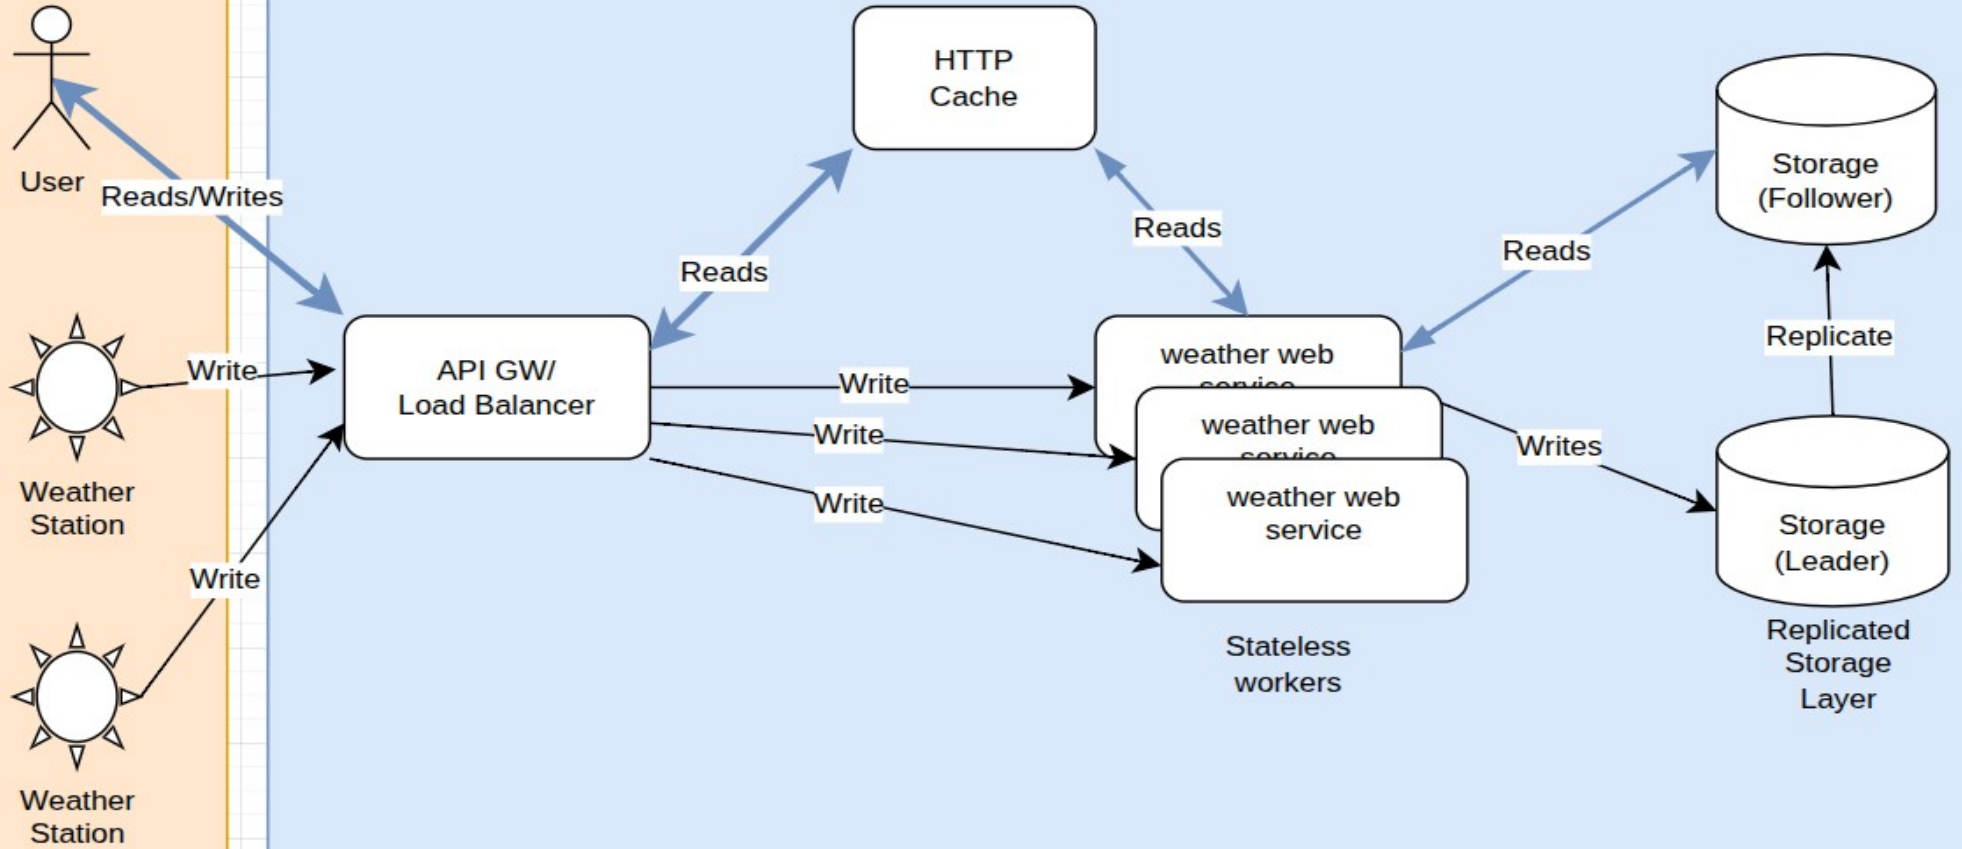 User
Reads/Writes
Write
Weather
Station
Write
Weather
Station
API GW/
Load Balancer
HTTP
Cache
Reads
Reads
Write
Write
Write
weather web
service
weather web
service
weather web
service
Stateless
workers
Reads
Writes
Storage
(Follower)
Replicate
Storage
(Leader)
Replicated
Storage
Layer